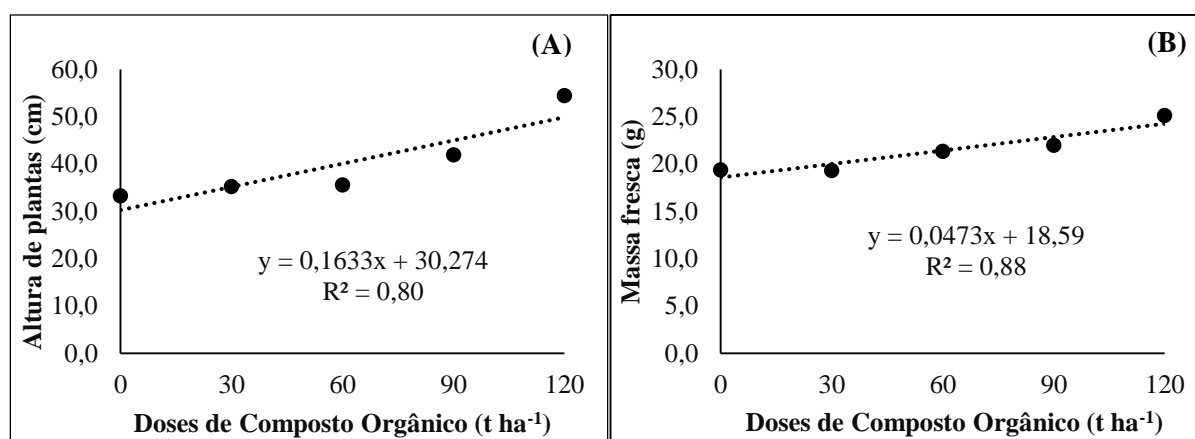 (A)
Altura de plantas (cm)
60,0
50,0
40,0
30,0
20,0
10,0
0,0
y = 0,1633x + 30,274
R² = 0,80
0 30 60 90 120
Doses de Composto Orgânico (t ha⁻¹)
(B)
Massa fresca (g)
30,0
25,0
20,0
15,0
10,0
5,0
0,0
y = 0,0473x + 18,59
R² = 0,88
0 30 60 90 120
Doses de Composto Orgânico (t ha⁻¹)